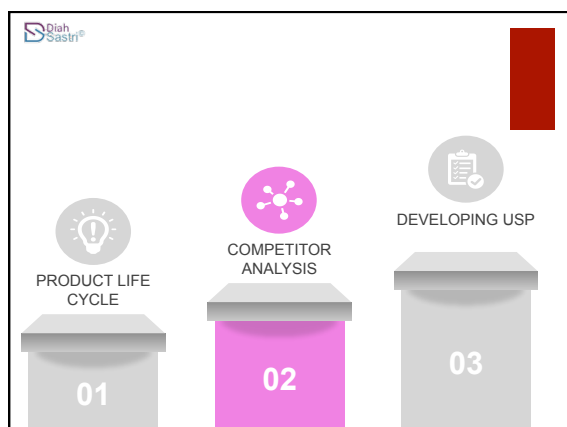 Diah
Sastri©
PRODUCT LIFE
CYCLE
01
COMPETITOR
ANALYSIS
02
DEVELOPING USP
03